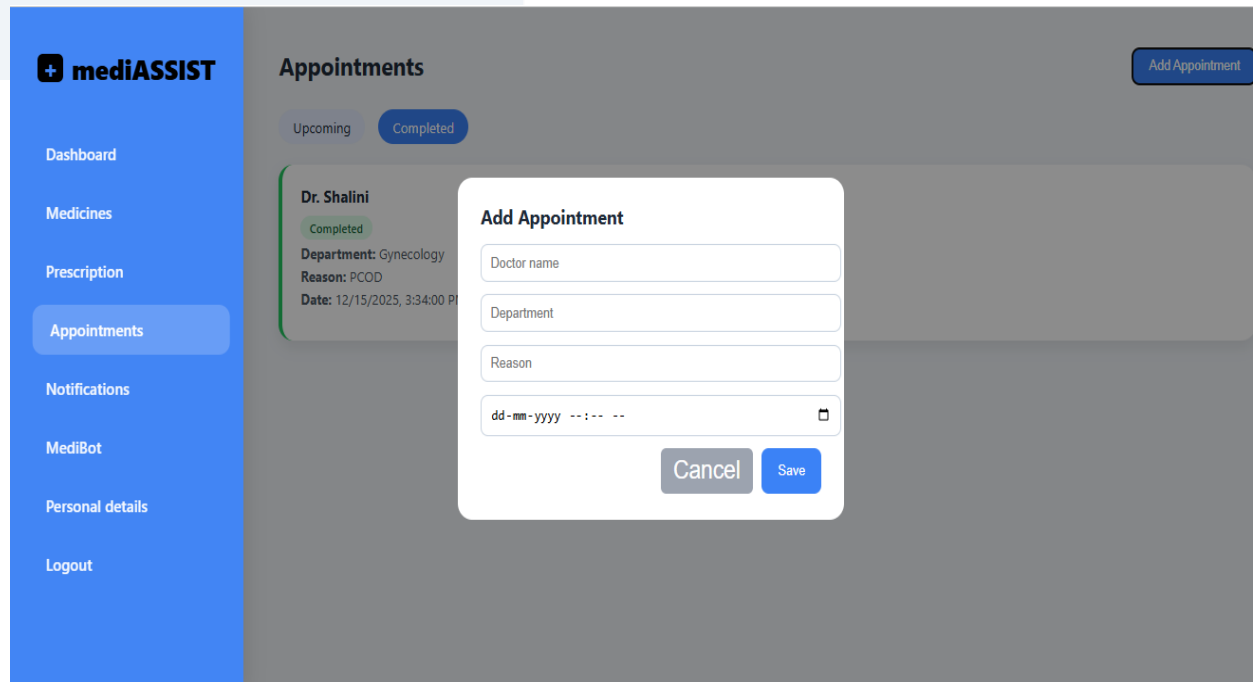 mediASSIST
Dashboard
Medicines
Prescription
Appointments
Notifications
MediBot
Personal details
Logout
Appointments
Add Appointment
Upcoming
Completed
Dr. Shalini
Completed
Department: Gynecology
Reason: PCOD
Date: 12/15/2025, 3:34:00
Add Appointment
Doctor name
Department
Reason
dd-mm-yyyy --:-- --
Cancel
Save